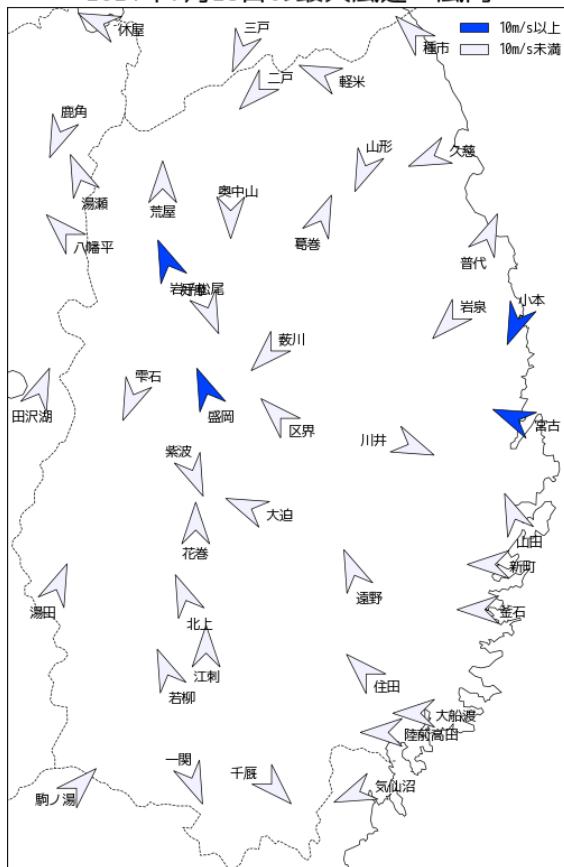 10m/s以上
10m/s未満
休屋
三戸
種市
二戸
軽米
鹿角
山形
久慈
湯瀬
荒屋
奥中山
葛巻
八幡平
普代
岩手松尾
小本
岩泉
薮川
雫石
田沢湖
盛岡
区界
川井
宮古
紫波
大迫
花巻
山田
新町
湯田
遠野
北上
釜石
江刺
若柳
住田
大船渡
陸前高田
一関
千厩
駒ノ湯
気仙沼